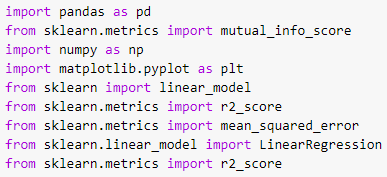 import pandas as pd
from sklearn.metrics import mutual_info_score
import numpy as np
import matplotlib.pyplot as plt
from sklearn import linear_model
from sklearn.metrics import r2_score
from sklearn.metrics import mean_squared_error
from sklearn.linear_model import LinearRegression
from sklearn.metrics import r2_score